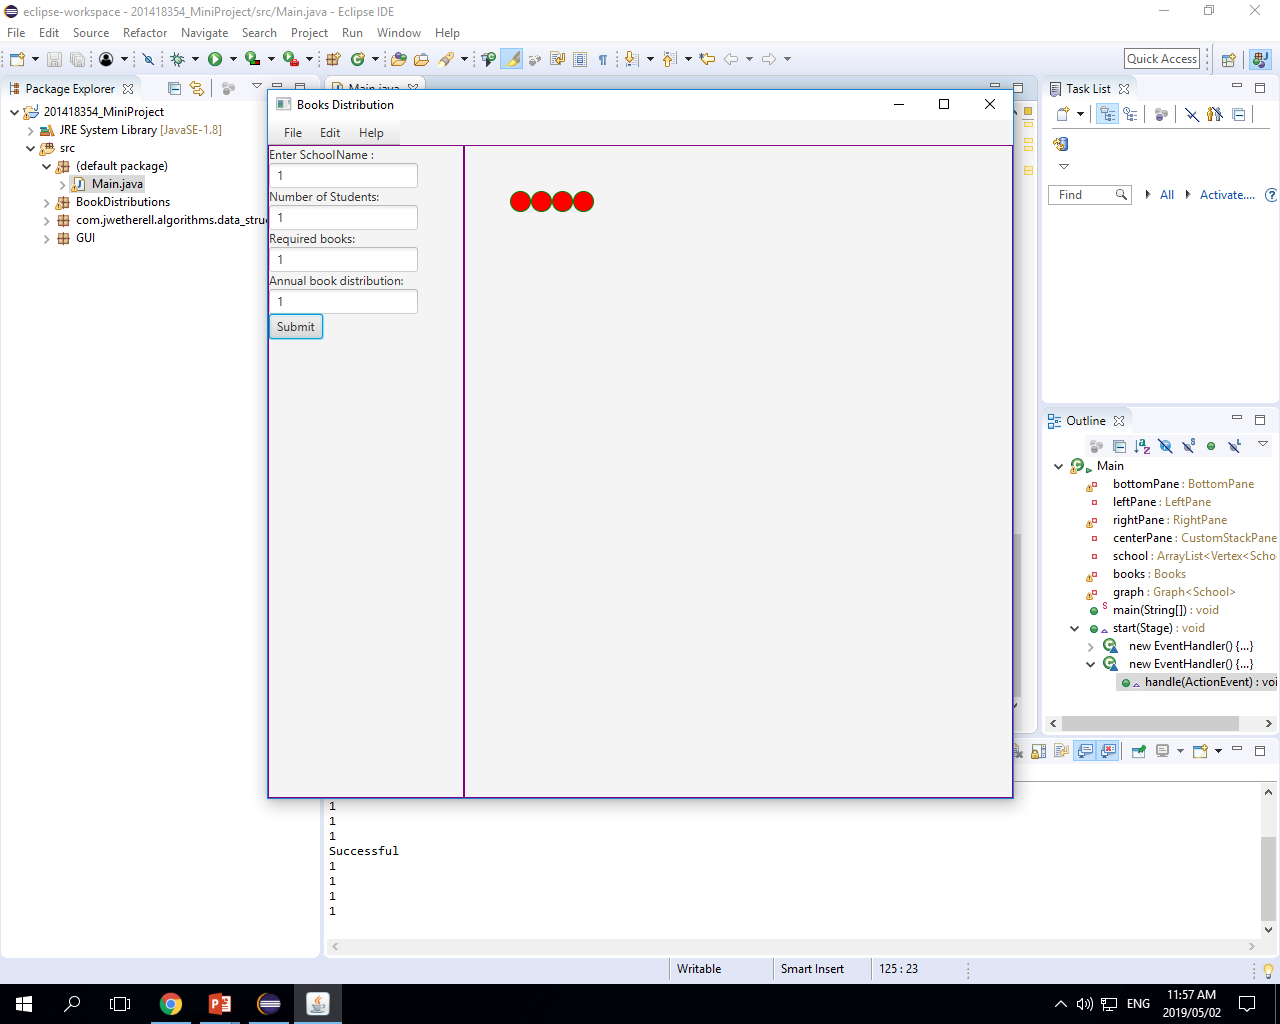 eclipse-workspace - 201418354_MiniProject/src/Main.java - Eclipse IDE
File Edit Source Refactor Navigate Search Project Run Window Help
Quick Access
Package Explorer
201418354_MiniProject
JRE System Library [JavaSE-1.8]
src
(default package)
Main.java
BookDistributions
com.jwetherell.algorithms.data_stru
GUI
Main.java
Books Distribution
File Edit Help
Enter SchoolName :
1
Number of Students:
1
Required books:
1
Annual book distribution:
1
Submit
Task List
Find All Activate....
Outline
Main
bottomPane : BottomPane
leftPane : LeftPane
rightPane : RightPane
centerPane : CustomStackPane
school : ArrayList<Vertex<Scho
books : Books
graph : Graph<School>
main(String[]) : void
start(Stage) : void
new EventHandler() {...}
new EventHandler() {...}
handle(ActionEvent) : voi
1
1
1
Successful
1
1
1
1
Writable Smart Insert 125 : 23
ENG
11:57 AM
2019/05/02